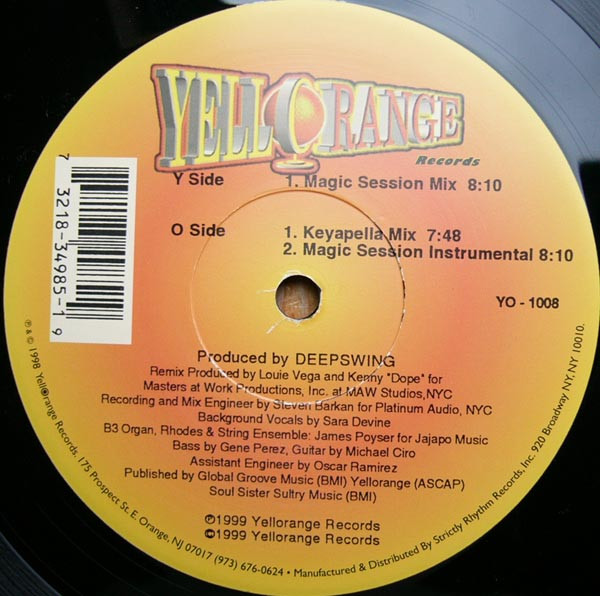 YELLORANGE
Records
Y Side 1. Magic Session Mix 8:10
O Side 1. Keyapella Mix 7:48
2. Magic Session Instrumental 8:10
7 3218-34985-1 9
YO - 1008
Produced by DEEPSWING
Remix Produced by Louie Vega and Kenny "Dope" for
Masters at Work Productions, Inc. at MAW Studios,NYC
Recording and Mix Engineer by Steven Barkan for Platinum Audio, NYC
Background Vocals by Sara Devine
B3 Organ, Rhodes & String Ensemble: James Poyser for Jajapo Music
Bass by Gene Perez, Guitar by Michael Ciro
Assistant Engineer by Oscar Ramirez
Published by Global Groove Music (BMI) Yellorange (ASCAP)
Soul Sister Sultry Music (BMI)
℗1999 Yellorange Records
©1999 Yellorange Records
℗ & © 1998 YellOrange Records, 175 Prospect St. E. Orange, NJ 07017 (973) 676-0624 • Manufactured & Distributed By Strictly Rhythm Records, Inc. 920 Broadway NY, NY 10010.